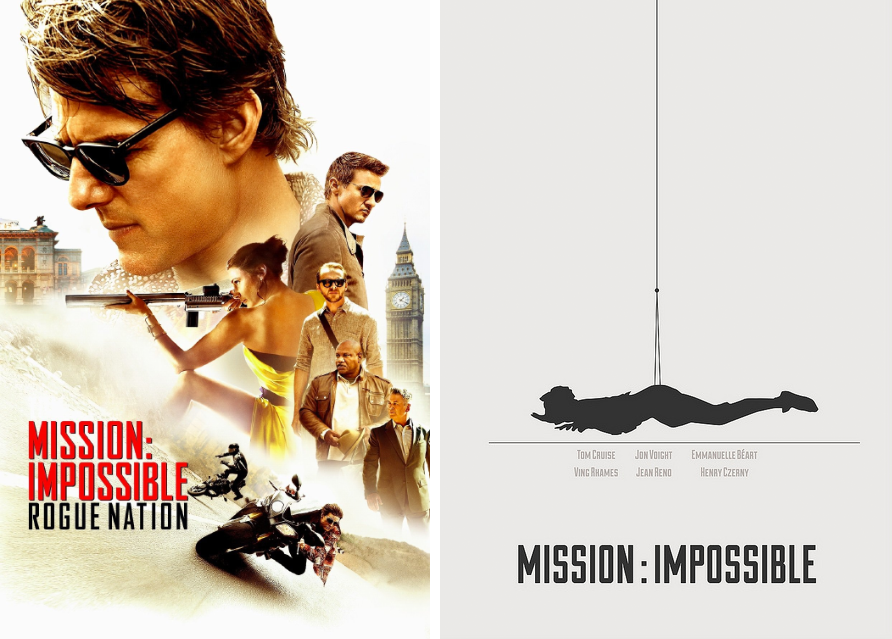 MISSION:
IMPOSSIBLE
ROGUE NATION
TOM CRUISE JON VOIGHT EMMANUELLE BÉART
VING RHAMES JEAN RENO HENRY CZERNY
MISSION : IMPOSSIBLE